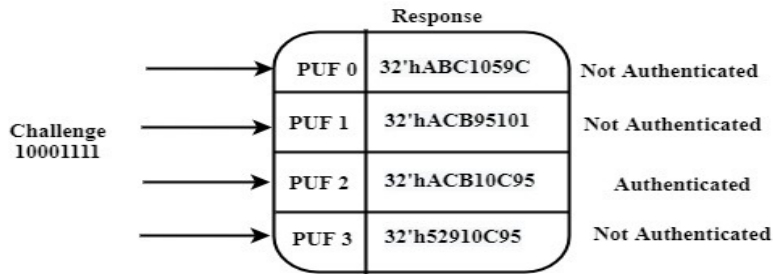 Response
PUF 0 32'hABC1059C Not Authenticated
Challenge
10001111
PUF 1 32'hACB95101 Not Authenticated
PUF 2 32'hACB10C95 Authenticated
PUF 3 32'h52910C95 Not Authenticated